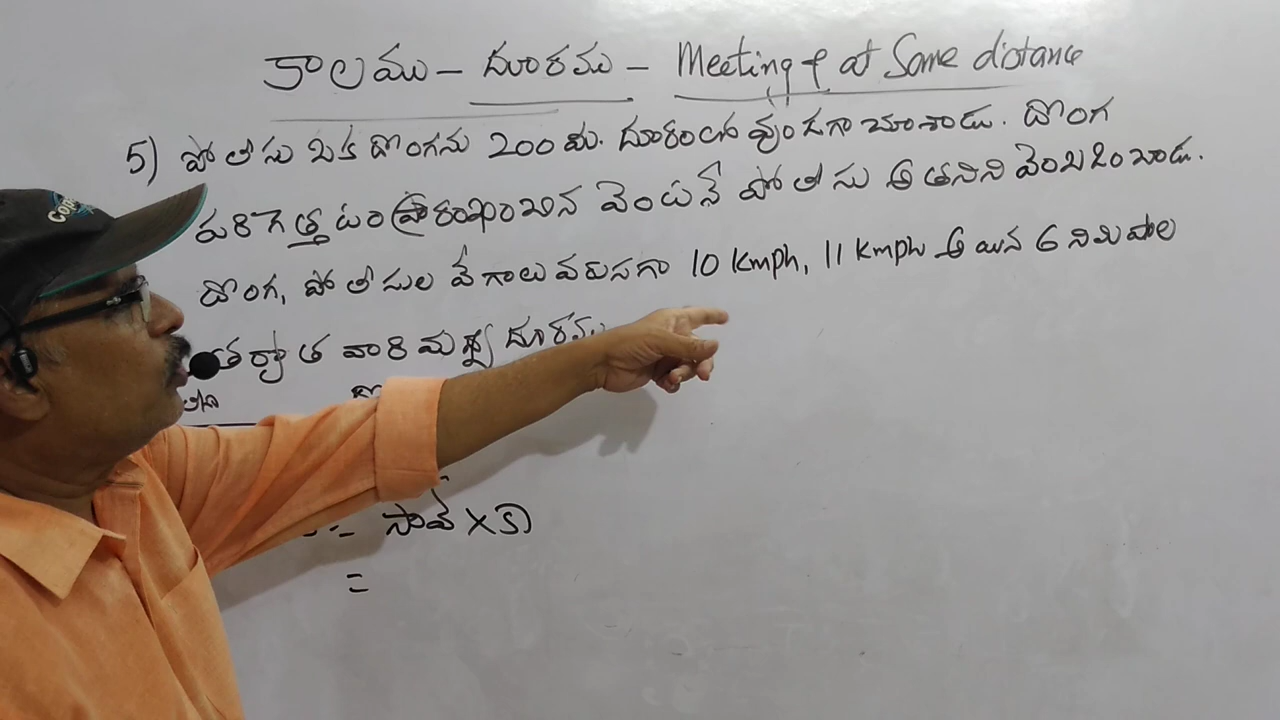 కాలము - దూరము - Meeting & at Same distance
5) పోలీసు ఒక దొంగను 200 మీ. దూరంలో వుండగా చూశాడు. దొంగ
పరిగెత్తటం ప్రారంభించిన వెంటనే పోలీసు అతనిని వెంబడించాడు.
దొంగ, పోలీసుల వేగాలు వరుసగా 10 Kmph, 11 Kmph అయిన 6 నిమిషాల
తర్వాత వారి మధ్య దూరము
= సావే × కా
=